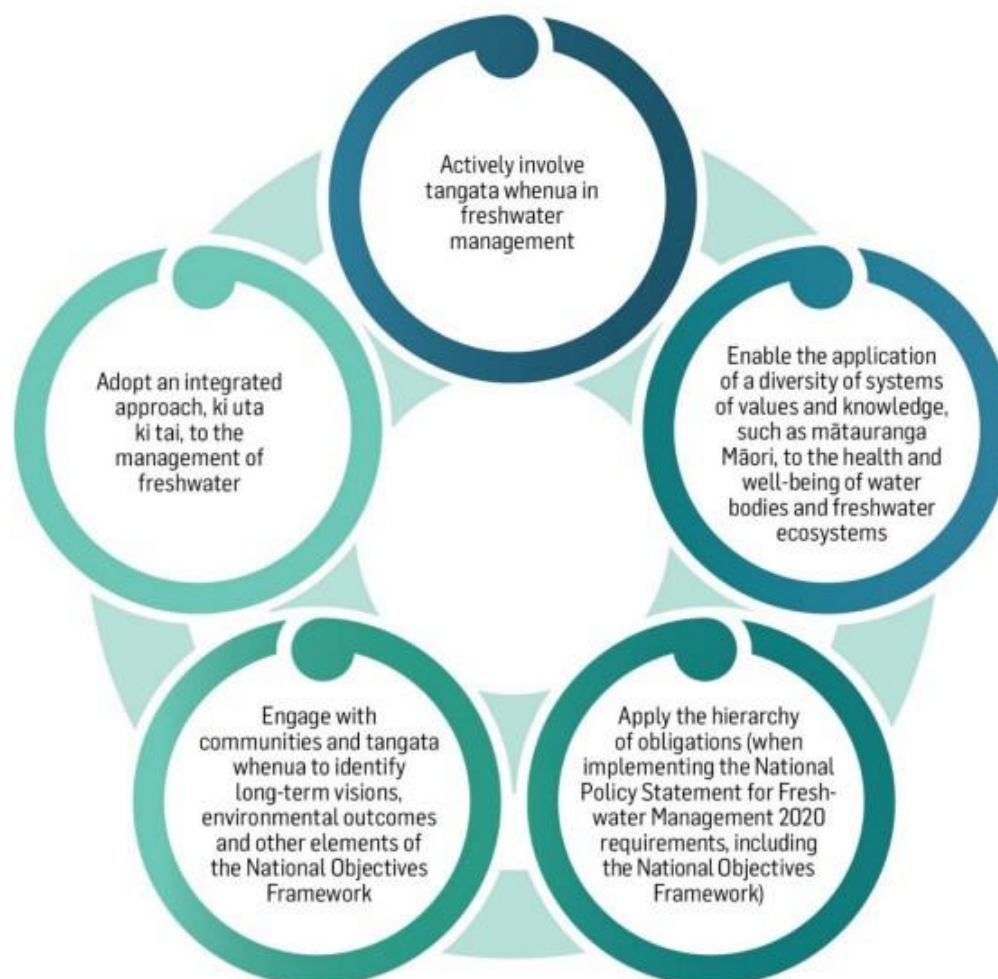 Actively involve
tangata whenua in
freshwater
management
Enable the application
of a diversity of systems
of values and knowledge,
such as mātauranga
Māori, to the health and
well-being of water
bodies and freshwater
ecosystems
Apply the hierarchy
of obligations (when
implementing the National
Policy Statement for Fresh-
water Management 2020
requirements, including
the National Objectives
Framework)
Engage with
communities and tangata
whenua to identify
long-term visions,
environmental outcomes
and other elements of
the National Objectives
Framework
Adopt an integrated
approach, ki uta
ki tai, to the
management of
freshwater